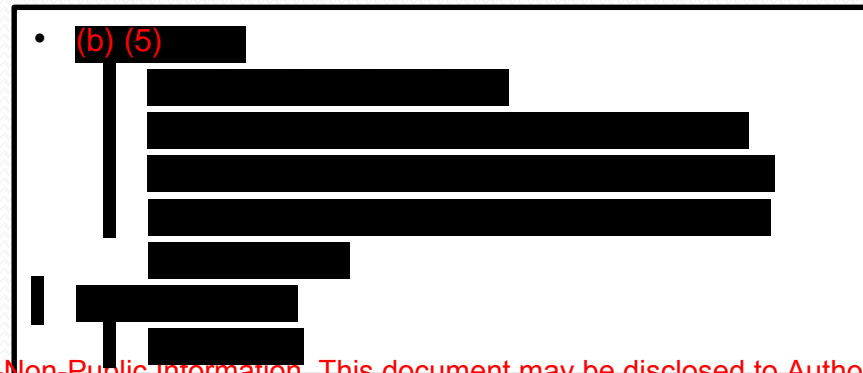 • (b) (5)
Non-Public Information. This document may be disclosed to